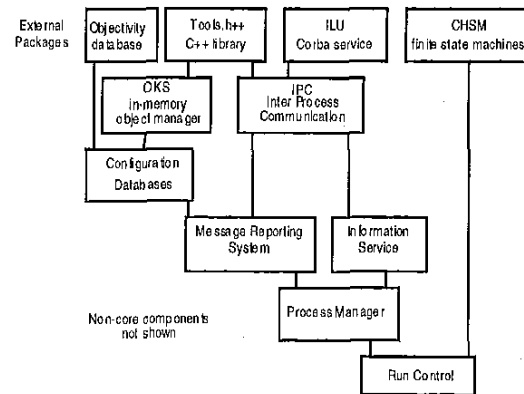 External
Packages
Objectivity
database
Tools.h++
C++ library
ILU
Corba service
CHSM
finite state machines
OKS
in-memory
object manager
IPC
Inter Process
Communication
Configuration
Databases
Message Reporting
System
Information
Service
Non-core components
not shown
Process Manager
Run Control